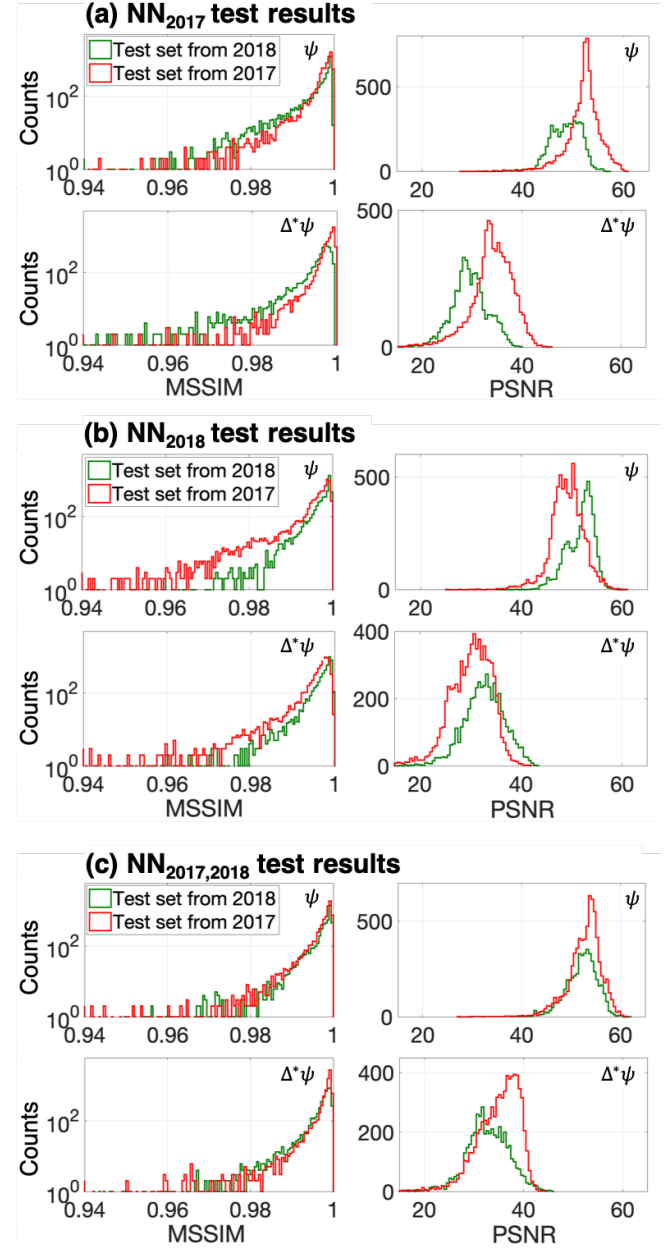 (a) NN2017 test results
Test set from 2018
Test set from 2017
ψ
Counts
10^2
10^0
0.94 0.96 0.98 1
ψ
500
0
20 40 60
Δ*ψ
Counts
10^2
10^0
0.94 0.96 0.98 1
MSSIM
Δ*ψ
500
0
20 40 60
PSNR
(b) NN2018 test results
Test set from 2018
Test set from 2017
ψ
Counts
10^2
10^0
0.94 0.96 0.98 1
ψ
500
0
20 40 60
Δ*ψ
Counts
10^2
10^0
0.94 0.96 0.98 1
MSSIM
Δ*ψ
400
200
0
20 40 60
PSNR
(c) NN2017,2018 test results
Test set from 2018
Test set from 2017
ψ
Counts
10^2
10^0
0.94 0.96 0.98 1
ψ
500
0
20 40 60
Δ*ψ
Counts
10^2
10^0
0.94 0.96 0.98 1
MSSIM
Δ*ψ
400
200
0
20 40 60
PSNR